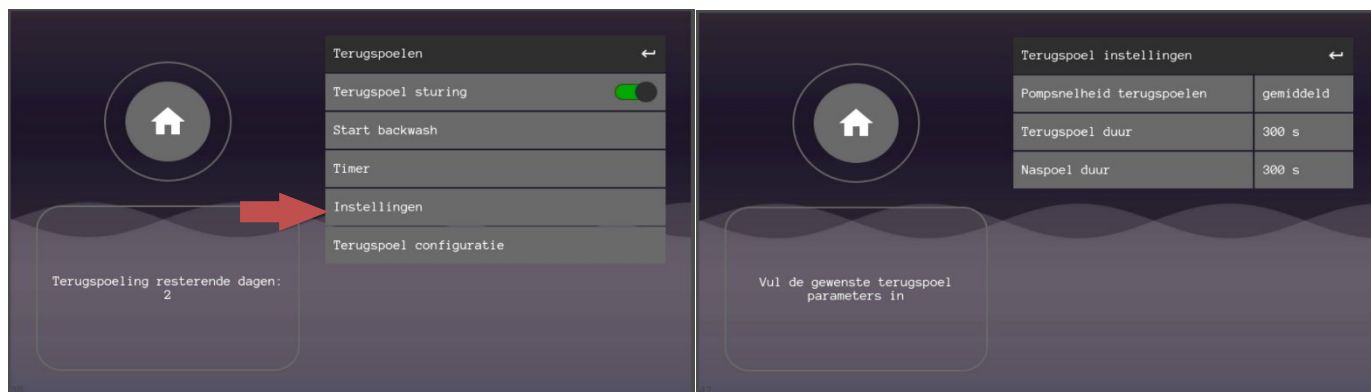 Terugspoelen
Terugspoel sturing
Start backwash
Timer
Instellingen
Terugspoel configuratie
Terugspoeling resterende dagen:
2
Terugspoel instellingen
Pompsnelheid terugspoelen gemiddeld
Terugspoel duur 300 s
Naspoel duur 300 s
Vul de gewenste terugspoel
parameters in